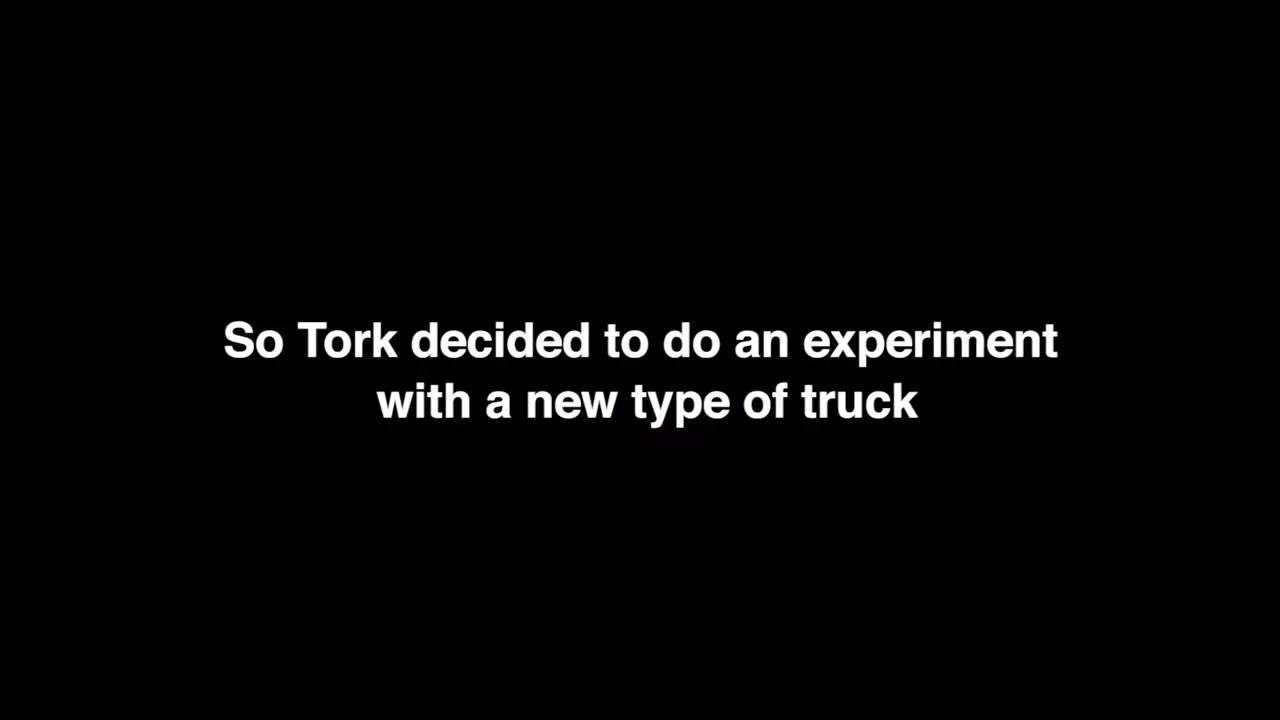 So Tork decided to do an experiment
with a new type of truck